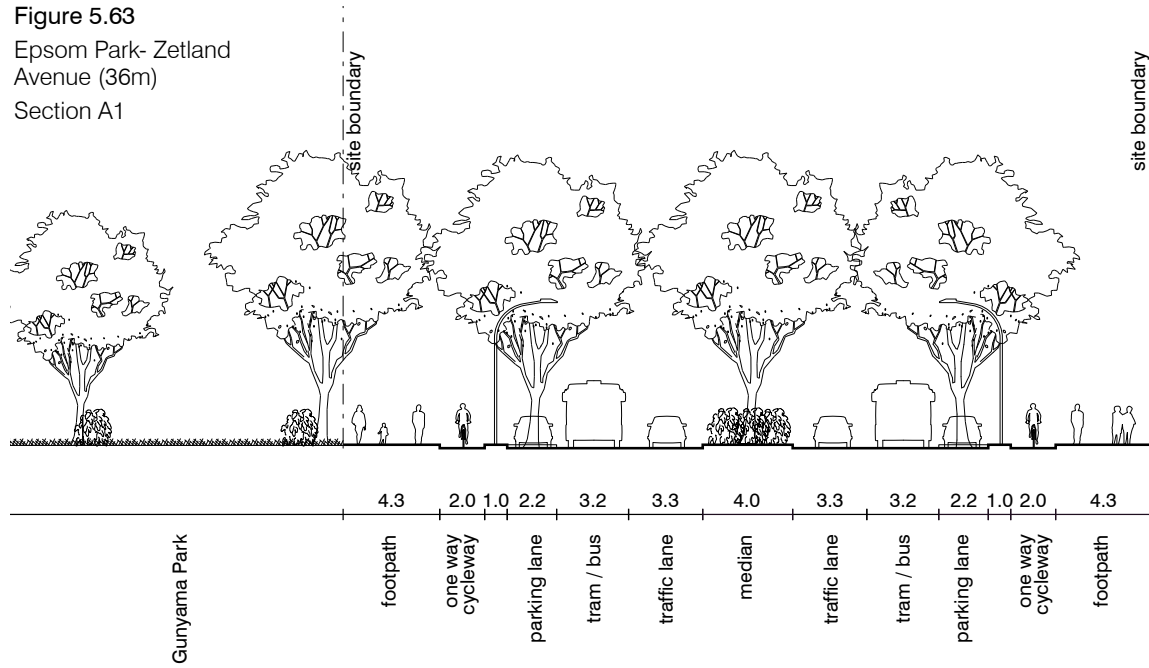 Figure 5.63
Epsom Park- Zetland
Avenue (36m)
Section A1
site boundary
site boundary
4.3 2.0 1.0 2.2 3.2 3.3 4.0 3.3 3.2 2.2 1.0 2.0 4.3
Gunyama Park
footpath
one way
cycleway
parking lane
tram / bus
traffic lane
median
traffic lane
tram / bus
parking lane
one way
cycleway
footpath